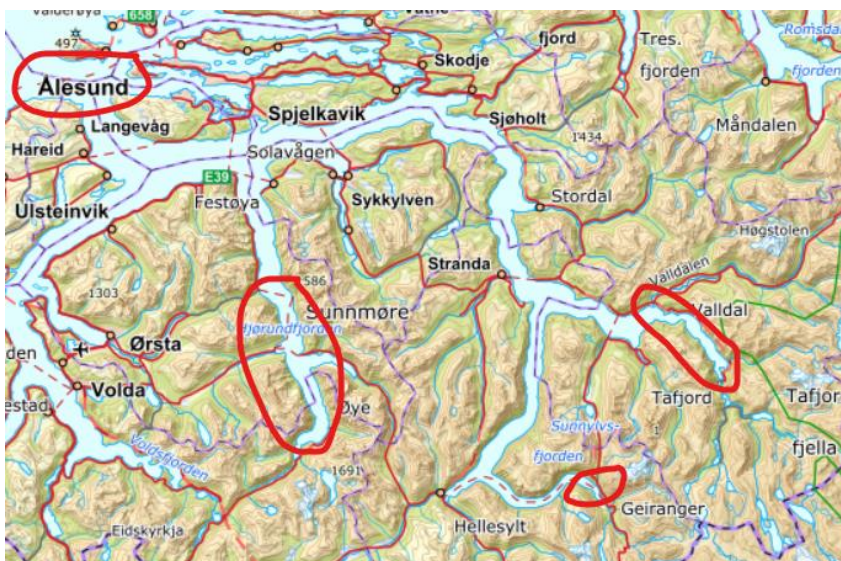 Valderøya
658
Vatne
497
Ålesund
Skodje
fjord
Tres.
fjorden
Romsdal
fjorden
Langevåg
Spjelkavik
Sjøholt
1434
Måndalen
Hareid
Solavågen
E39
Ulsteinvik
Festøya
Sykkylven
Stordal
Høgstolen
Stranda
Valldalen
1303
586
Sunnmøre
Hjørundfjorden
Valldal
den
Ørsta
Volda
estad
Øye
Tafjord
Tafjor
fjella
Sunnylvs-
fjorden
1
Voldsfjorden
1691
Geiranger
Hellesylt
Eidskyrkja